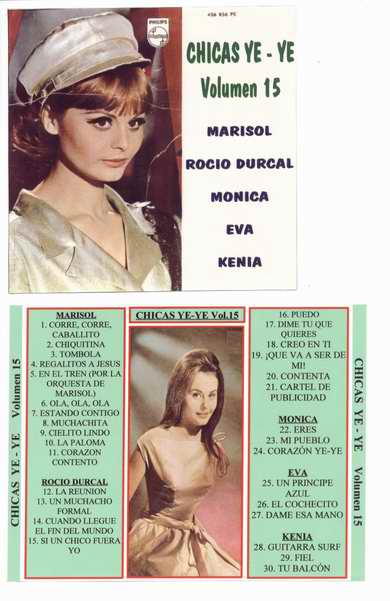 PHILIPS
456 856 PE
CHICAS YE - YE
Volumen 15
MARISOL
ROCIO DURCAL
MONICA
EVA
KENIA
CHICAS YE - YE Volumen 15
MARISOL
1. CORRE, CORRE,
CABALLITO
2. CHIQUITINA
3. TOMBOLA
4. REGALITOS A JESUS
5. EN EL TREN (POR LA
ORQUESTA DE
MARISOL)
6. OLA, OLA, OLA
7. ESTANDO CONTIGO
8. MUCHACHITA
9. CIELITO LINDO
10. LA PALOMA
11. CORAZON
CONTENTO
ROCIO DURCAL
12. LA REUNION
13. UN MUCHACHO
FORMAL
14. CUANDO LLEGUE
EL FIN DEL MUNDO
15. SI UN CHICO FUERA
YO
CHICAS YE-YE Vol.15
16. PUEDO
17. DIME TU QUE
QUIERES
18. CREO EN TI
19. ¡QUE VA A SER DE
MI!
20. CONTENTA
21. CARTEL DE
PUBLICIDAD
MONICA
22. ERES
23. MI PUEBLO
24. CORAZÓN YE-YE
EVA
25. UN PRINCIPE
AZUL
26. EL COCHECITO
27. DAME ESA MANO
KENIA
28. GUITARRA SURF
29. FIEL
30. TU BALCÓN
CHICAS YE - YE Volumen 15